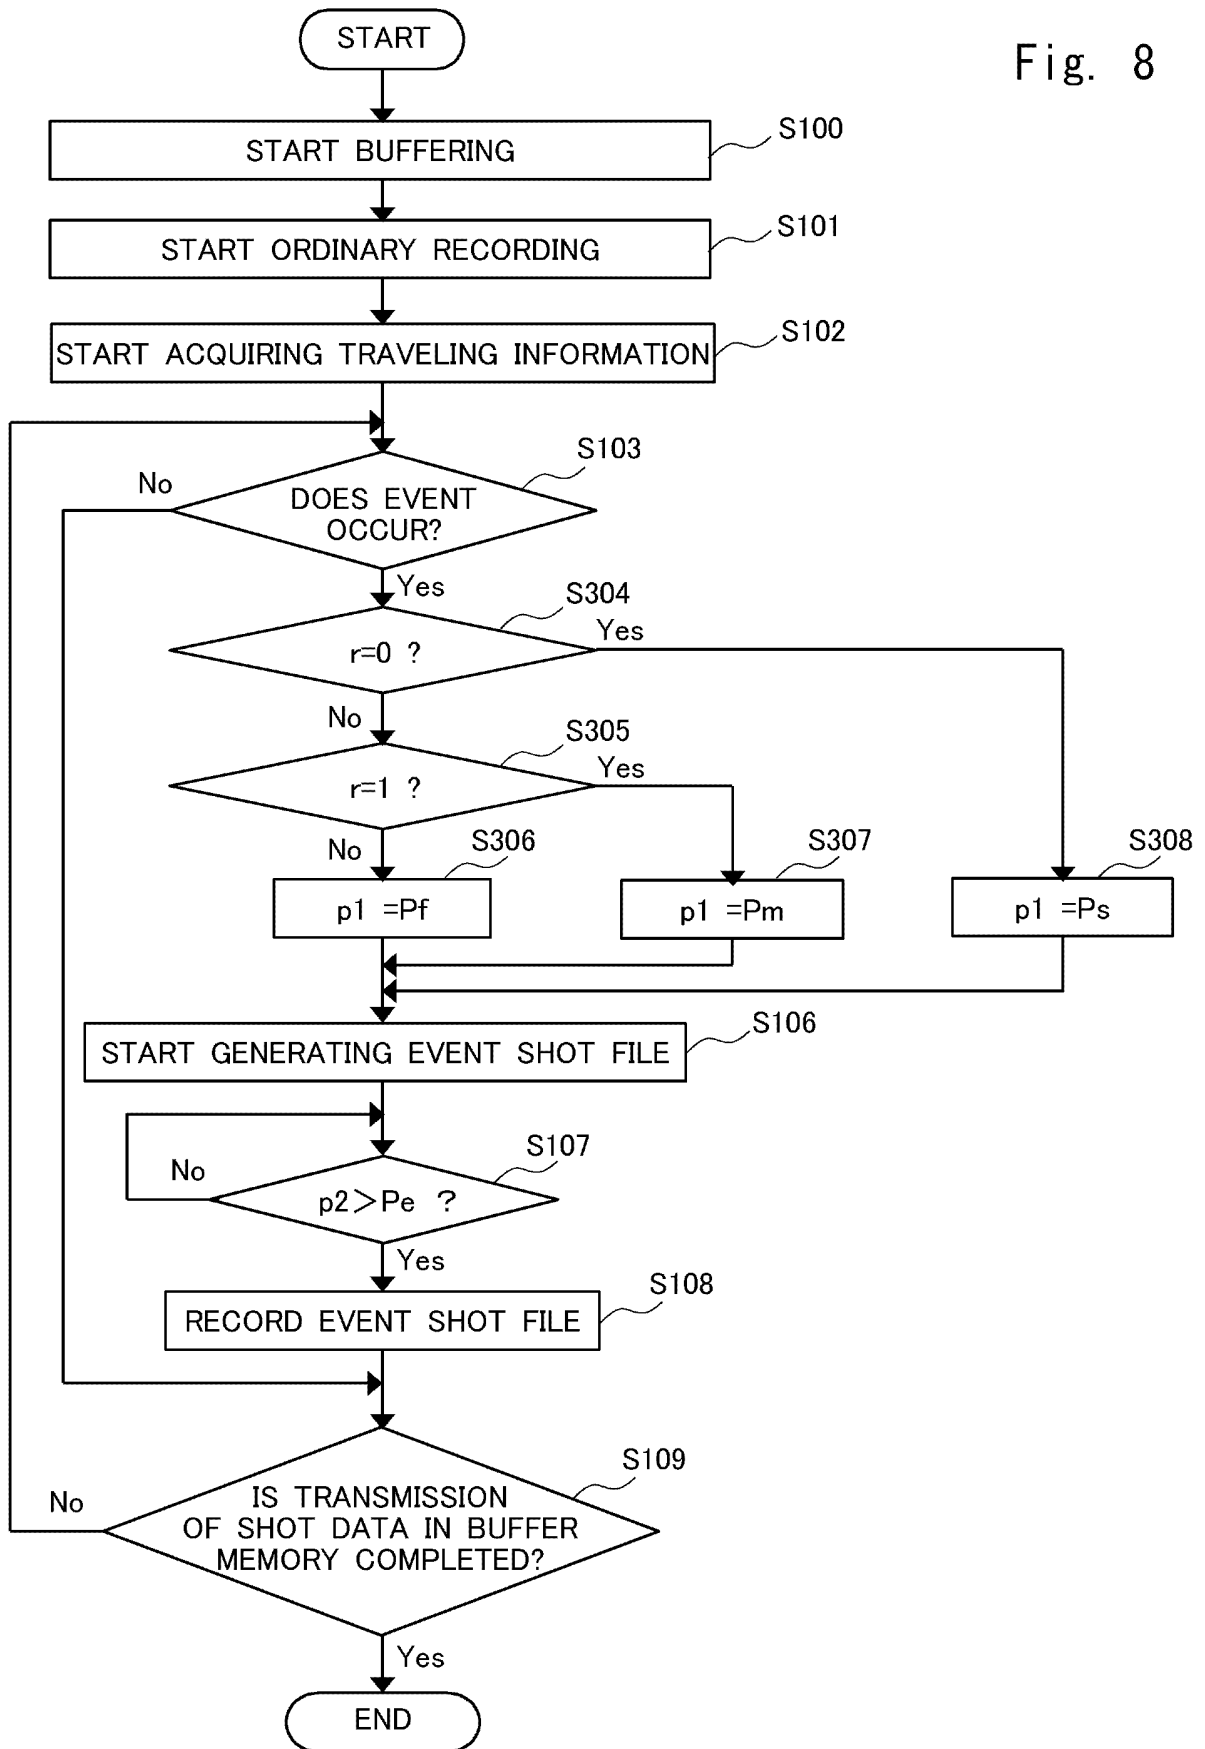 START
Fig. 8
S100
START BUFFERING
S101
START ORDINARY RECORDING
S102
START ACQUIRING TRAVELING INFORMATION
S103
No
DOES EVENT
OCCUR?
Yes
S304
Yes
r=0 ?
No
S305
Yes
r=1 ?
No
S306
S307
S308
p1 =Pf
p1 =Pm
p1 =Ps
S106
START GENERATING EVENT SHOT FILE
S107
No
p2>Pe ?
Yes
S108
RECORD EVENT SHOT FILE
S109
No
IS TRANSMISSION
OF SHOT DATA IN BUFFER
MEMORY COMPLETED?
Yes
END